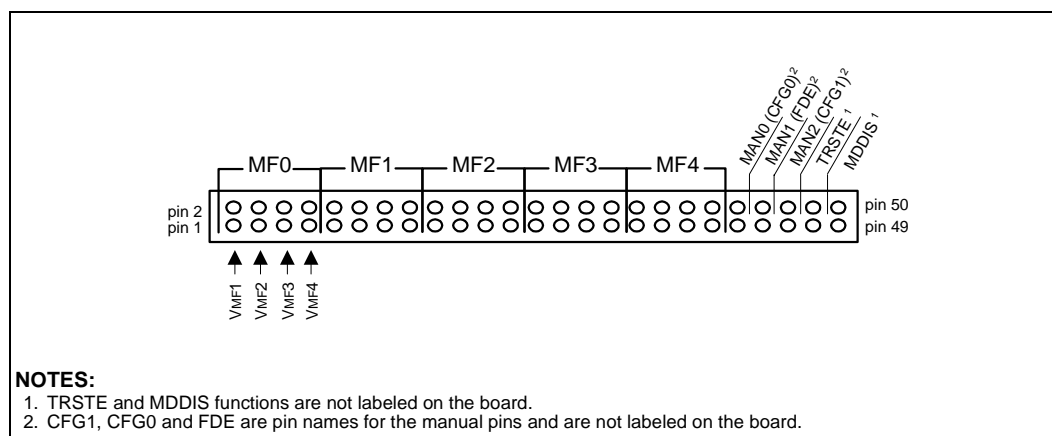 MAN0 (CFG0)²
MAN1 (FDE)²
MAN2 (CFG1)²
TRSTE ¹
MDDIS ¹
MF0 MF1 MF2 MF3 MF4
pin 2 pin 50
pin 1 pin 49
VMF1
VMF2
VMF3
VMF4
NOTES:
1. TRSTE and MDDIS functions are not labeled on the board.
2. CFG1, CFG0 and FDE are pin names for the manual pins and are not labeled on the board.